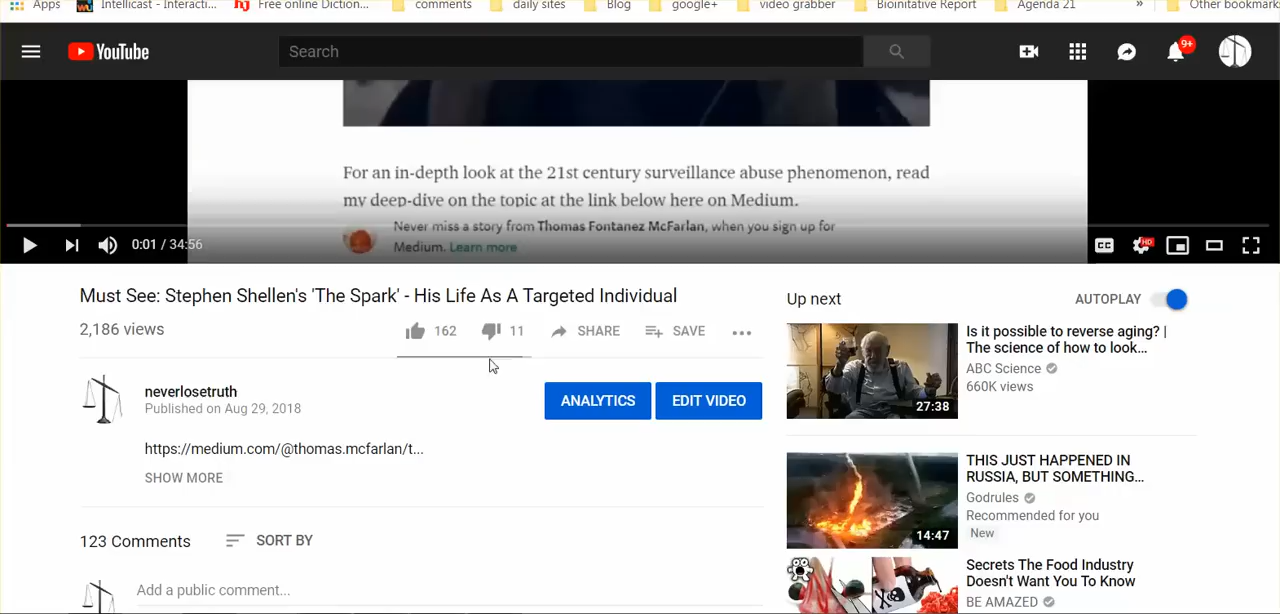 Apps Intellicast - Interacti... Free online Diction... comments daily sites Blog google+ video grabber Bioinitative Report Agenda 21 » Other bookmark
YouTube
Search
9+
For an in-depth look at the 21st century surveillance abuse phenomenon, read
my deep-dive on the topic at the link below here on Medium.
Never miss a story from Thomas Fontanez McFarlan, when you sign up for
Medium. Learn more
0:01 / 34:56
CC
HD
Must See: Stephen Shellen's 'The Spark' - His Life As A Targeted Individual
2,186 views
162 11 SHARE SAVE
neverlosetruth
Published on Aug 29, 2018
ANALYTICS EDIT VIDEO
https://medium.com/@thomas.mcfarlan/t...
SHOW MORE
123 Comments SORT BY
Add a public comment...
Up next AUTOPLAY
Is it possible to reverse aging? |
The science of how to look...
ABC Science
660K views
27:38
THIS JUST HAPPENED IN
RUSSIA, BUT SOMETHING...
Godrules
Recommended for you
New
14:47
Secrets The Food Industry
Doesn't Want You To Know
BE AMAZED